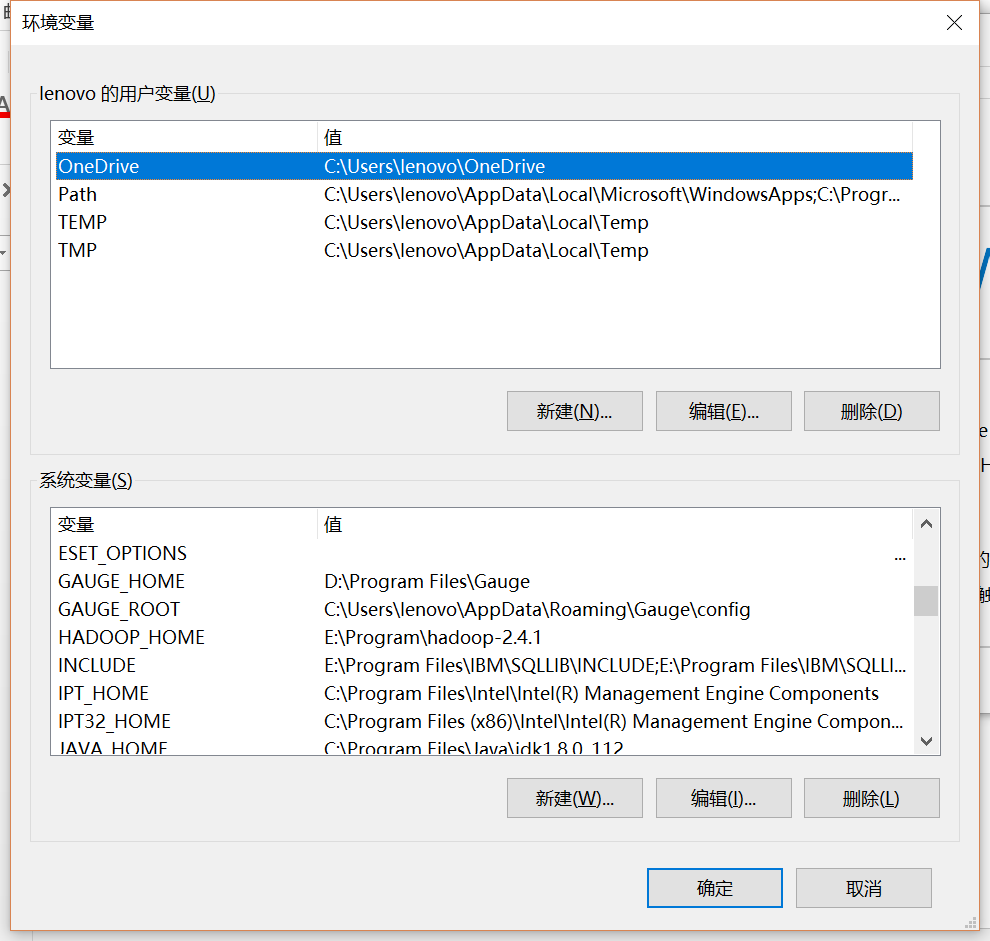 环境变量
lenovo 的用户变量(U)
变量 值
OneDrive C:\Users\lenovo\OneDrive
Path C:\Users\lenovo\AppData\Local\Microsoft\WindowsApps;C:\Progr...
TEMP C:\Users\lenovo\AppData\Local\Temp
TMP C:\Users\lenovo\AppData\Local\Temp
新建(N)... 编辑(E)... 删除(D)
系统变量(S)
变量 值
ESET_OPTIONS ...
GAUGE_HOME D:\Program Files\Gauge
GAUGE_ROOT C:\Users\lenovo\AppData\Roaming\Gauge\config
HADOOP_HOME E:\Program\hadoop-2.4.1
INCLUDE E:\Program Files\IBM\SQLLIB\INCLUDE;E:\Program Files\IBM\SQLLI...
IPT_HOME C:\Program Files\Intel\Intel(R) Management Engine Components
IPT32_HOME C:\Program Files (x86)\Intel\Intel(R) Management Engine Compon...
JAVA_HOME C:\Program Files\Java\jdk1.8.0_112
新建(W)... 编辑(I)... 删除(L)
确定 取消